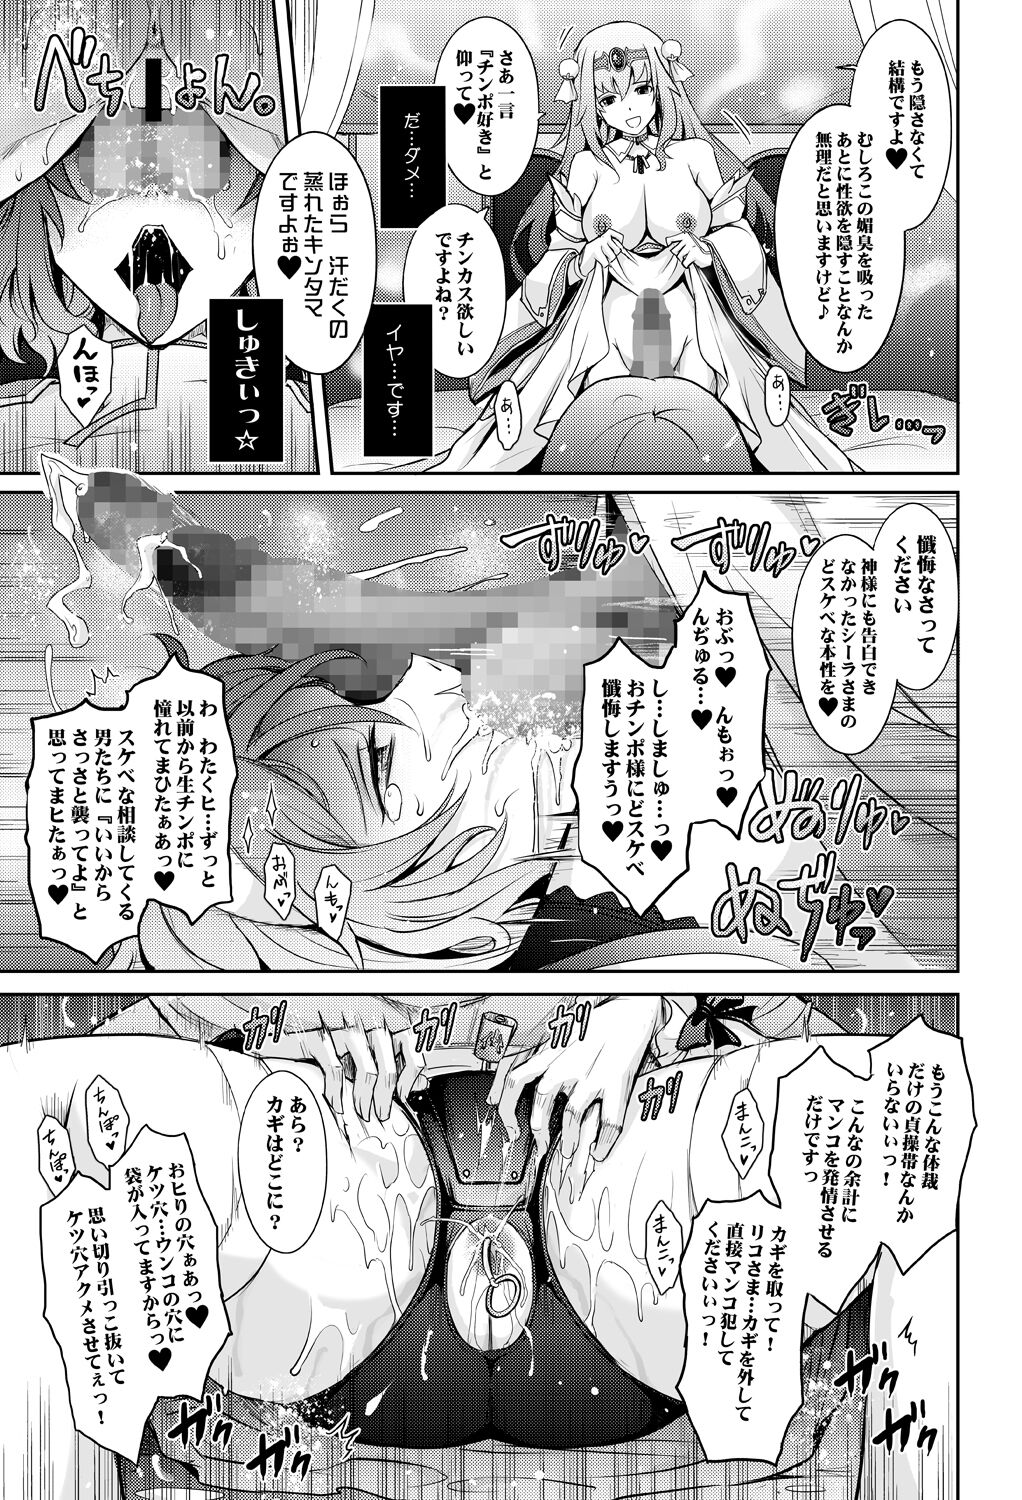 もう隠さなくて
結構ですよ♥
むしろこの媚臭を吸った
あとに性欲を隠すことなんか
無理だと思いますけど♪
ぎしっ…っ
あ…
あ…
さあ一言
『チンポ好き』と
仰って♥
だ…ダメ…
チンカス欲しい
ですよね？
イヤ…です…
ほぉら 汗だくの
蒸れたキンタマ
ですよぉ♥
しゅきぃっ☆
べちょん。
んほっ♥
懺悔なさって
ください
神様にも告白でき
なかったシーラさまの
どスケベな本性を♥
ずりゅ♥
ずりゅ♥
おぶっ♥ んもぉっ♥
んぢゅる…♥
し…しましゅ…っ♥
おチンポ様にどスケベ
懺悔しますうっ♥
ぬりゅ♥
ぬぢゅっ♥
んもっ♥
おぶっ♥
わ わたくヒ…ずっと
以前から生チンポに
憧れてまひたぁあっ♥
スケベな相談してくる
男たちに『いいから
さっさと襲ってよ』と
思ってまヒたぁっ♥
もうこんな体裁
だけの貞操帯なんか
いらないいぃっ！
こんなの余計に
マンコを発情させる
だけですっ
カギを取って！
リコさま…カギを外して
直接マンコ犯して
くださいぃっ！
カリ
カリ
カリ
まんこ♥
まんこっ♥
あら？
カギはどこに？
おヒりの穴ぁあっ♥
ケツ穴…ウンコの穴に
袋が入ってますからっ♥
思い切り引っこ抜いて
ケツ穴アクメさせてぇっ！
ちんぽっ♥
ちんぽっ♥
ガク
ガク
ガク